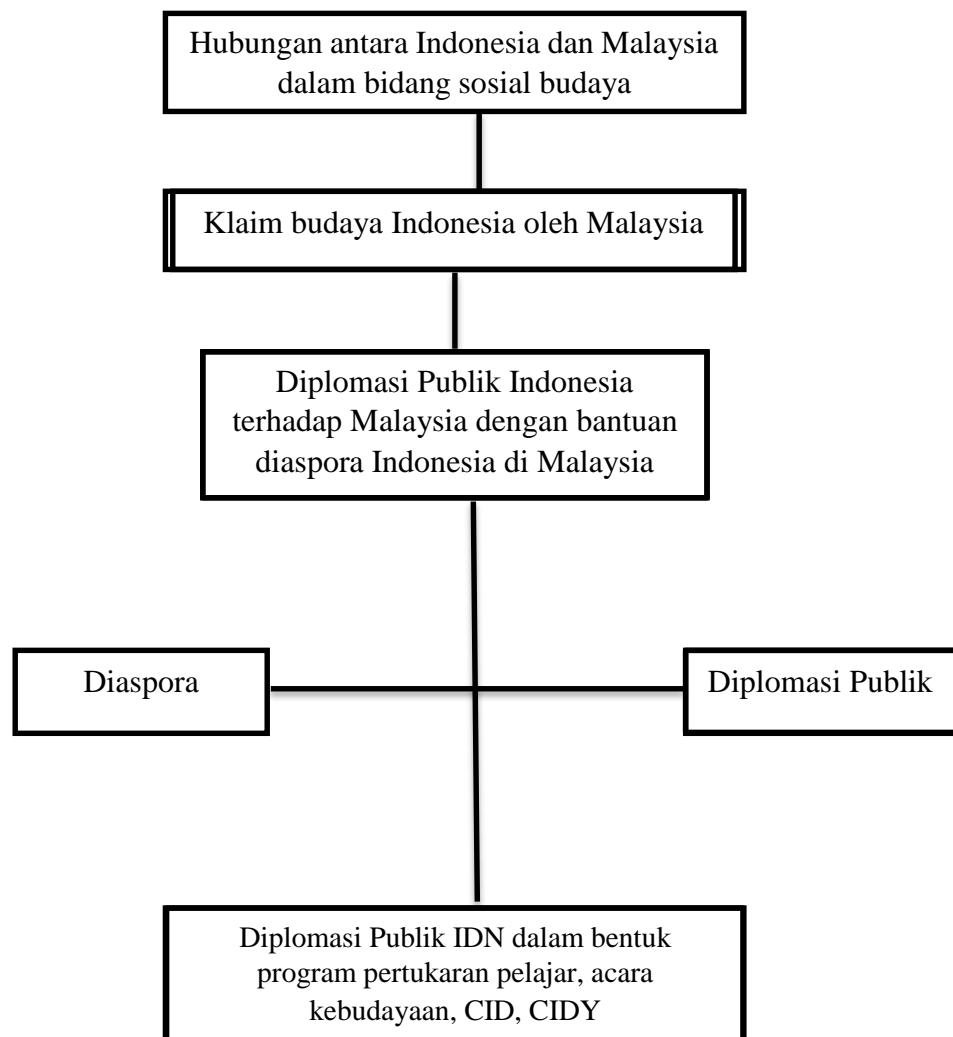 Hubungan antara Indonesia dan Malaysia
dalam bidang sosial budaya
Klaim budaya Indonesia oleh Malaysia
Diplomasi Publik Indonesia
terhadap Malaysia dengan bantuan
diaspora Indonesia di Malaysia
Diaspora
Diplomasi Publik
Diplomasi Publik IDN dalam bentuk
program pertukaran pelajar, acara
kebudayaan, CID, CIDY